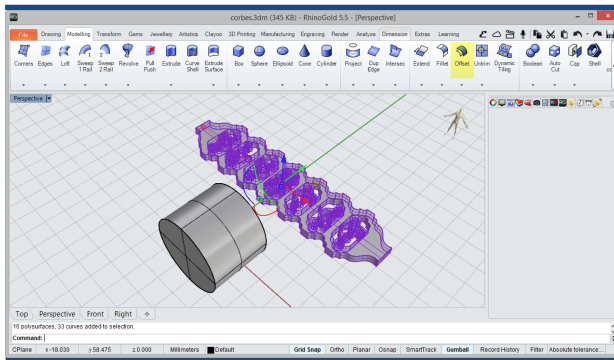 corbes.3dm (345 KB) - RhinoGold 5.5 - [Perspective]
File Drawing Modelling Transform Gems Jewellery Artistics Clayoo 3D Printing Manufacturing Engraving Render Analyze Dimension Extras Learning
Corners Edges Loft Sweep 1 Rail Sweep 2 Rail Revolve Pull Push Extrude Curve Shell Extrude Surface Box Sphere Ellipsoid Cone Cylinder Project Dup Edge Intersec Extend Fillet Offset Untrim Dynamic Tiling Boolean Auto Cut Cap Shell
Perspective
Top Perspective Front Right
16 polysurfaces, 33 curves added to selection.
Command:
CPlane x -18.030 y 58.475 z 0.000 Millimeters Default Grid Snap Ortho Planar Osnap SmartTrack Gumball Record History Filter Absolute tolerance:...